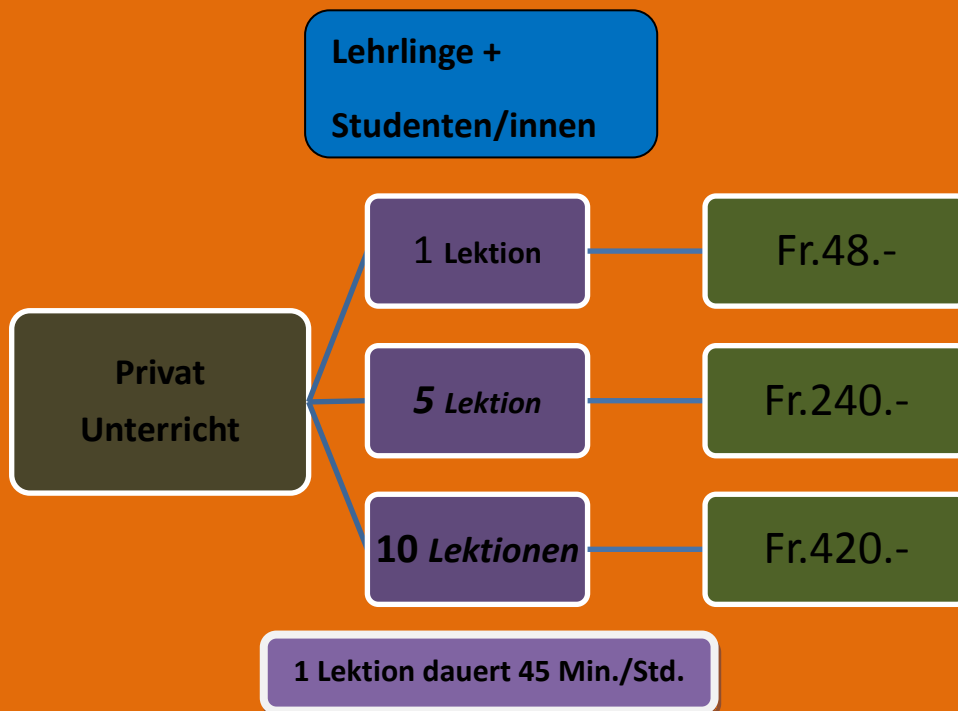 Lehrlinge +
Studenten/innen
Privat
Unterricht
1 Lektion
Fr.48.-
5 Lektion
Fr.240.-
10 Lektionen
Fr.420.-
1 Lektion dauert 45 Min./Std.